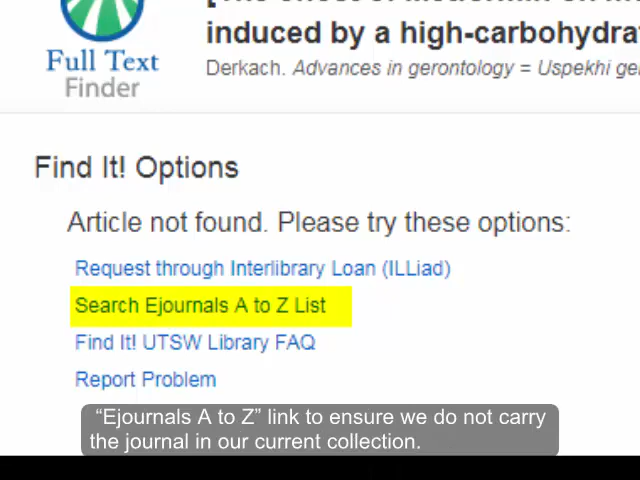 induced by a high-carbohydra
Full Text
Finder
Derkach. Advances in gerontology = Uspekhi ge
Find It! Options
Article not found. Please try these options:
Request through Interlibrary Loan (ILLiad)
Search Ejournals A to Z List
Find It! UTSW Library FAQ
Report Problem
“Ejournals A to Z” link to ensure we do not carry
the journal in our current collection.